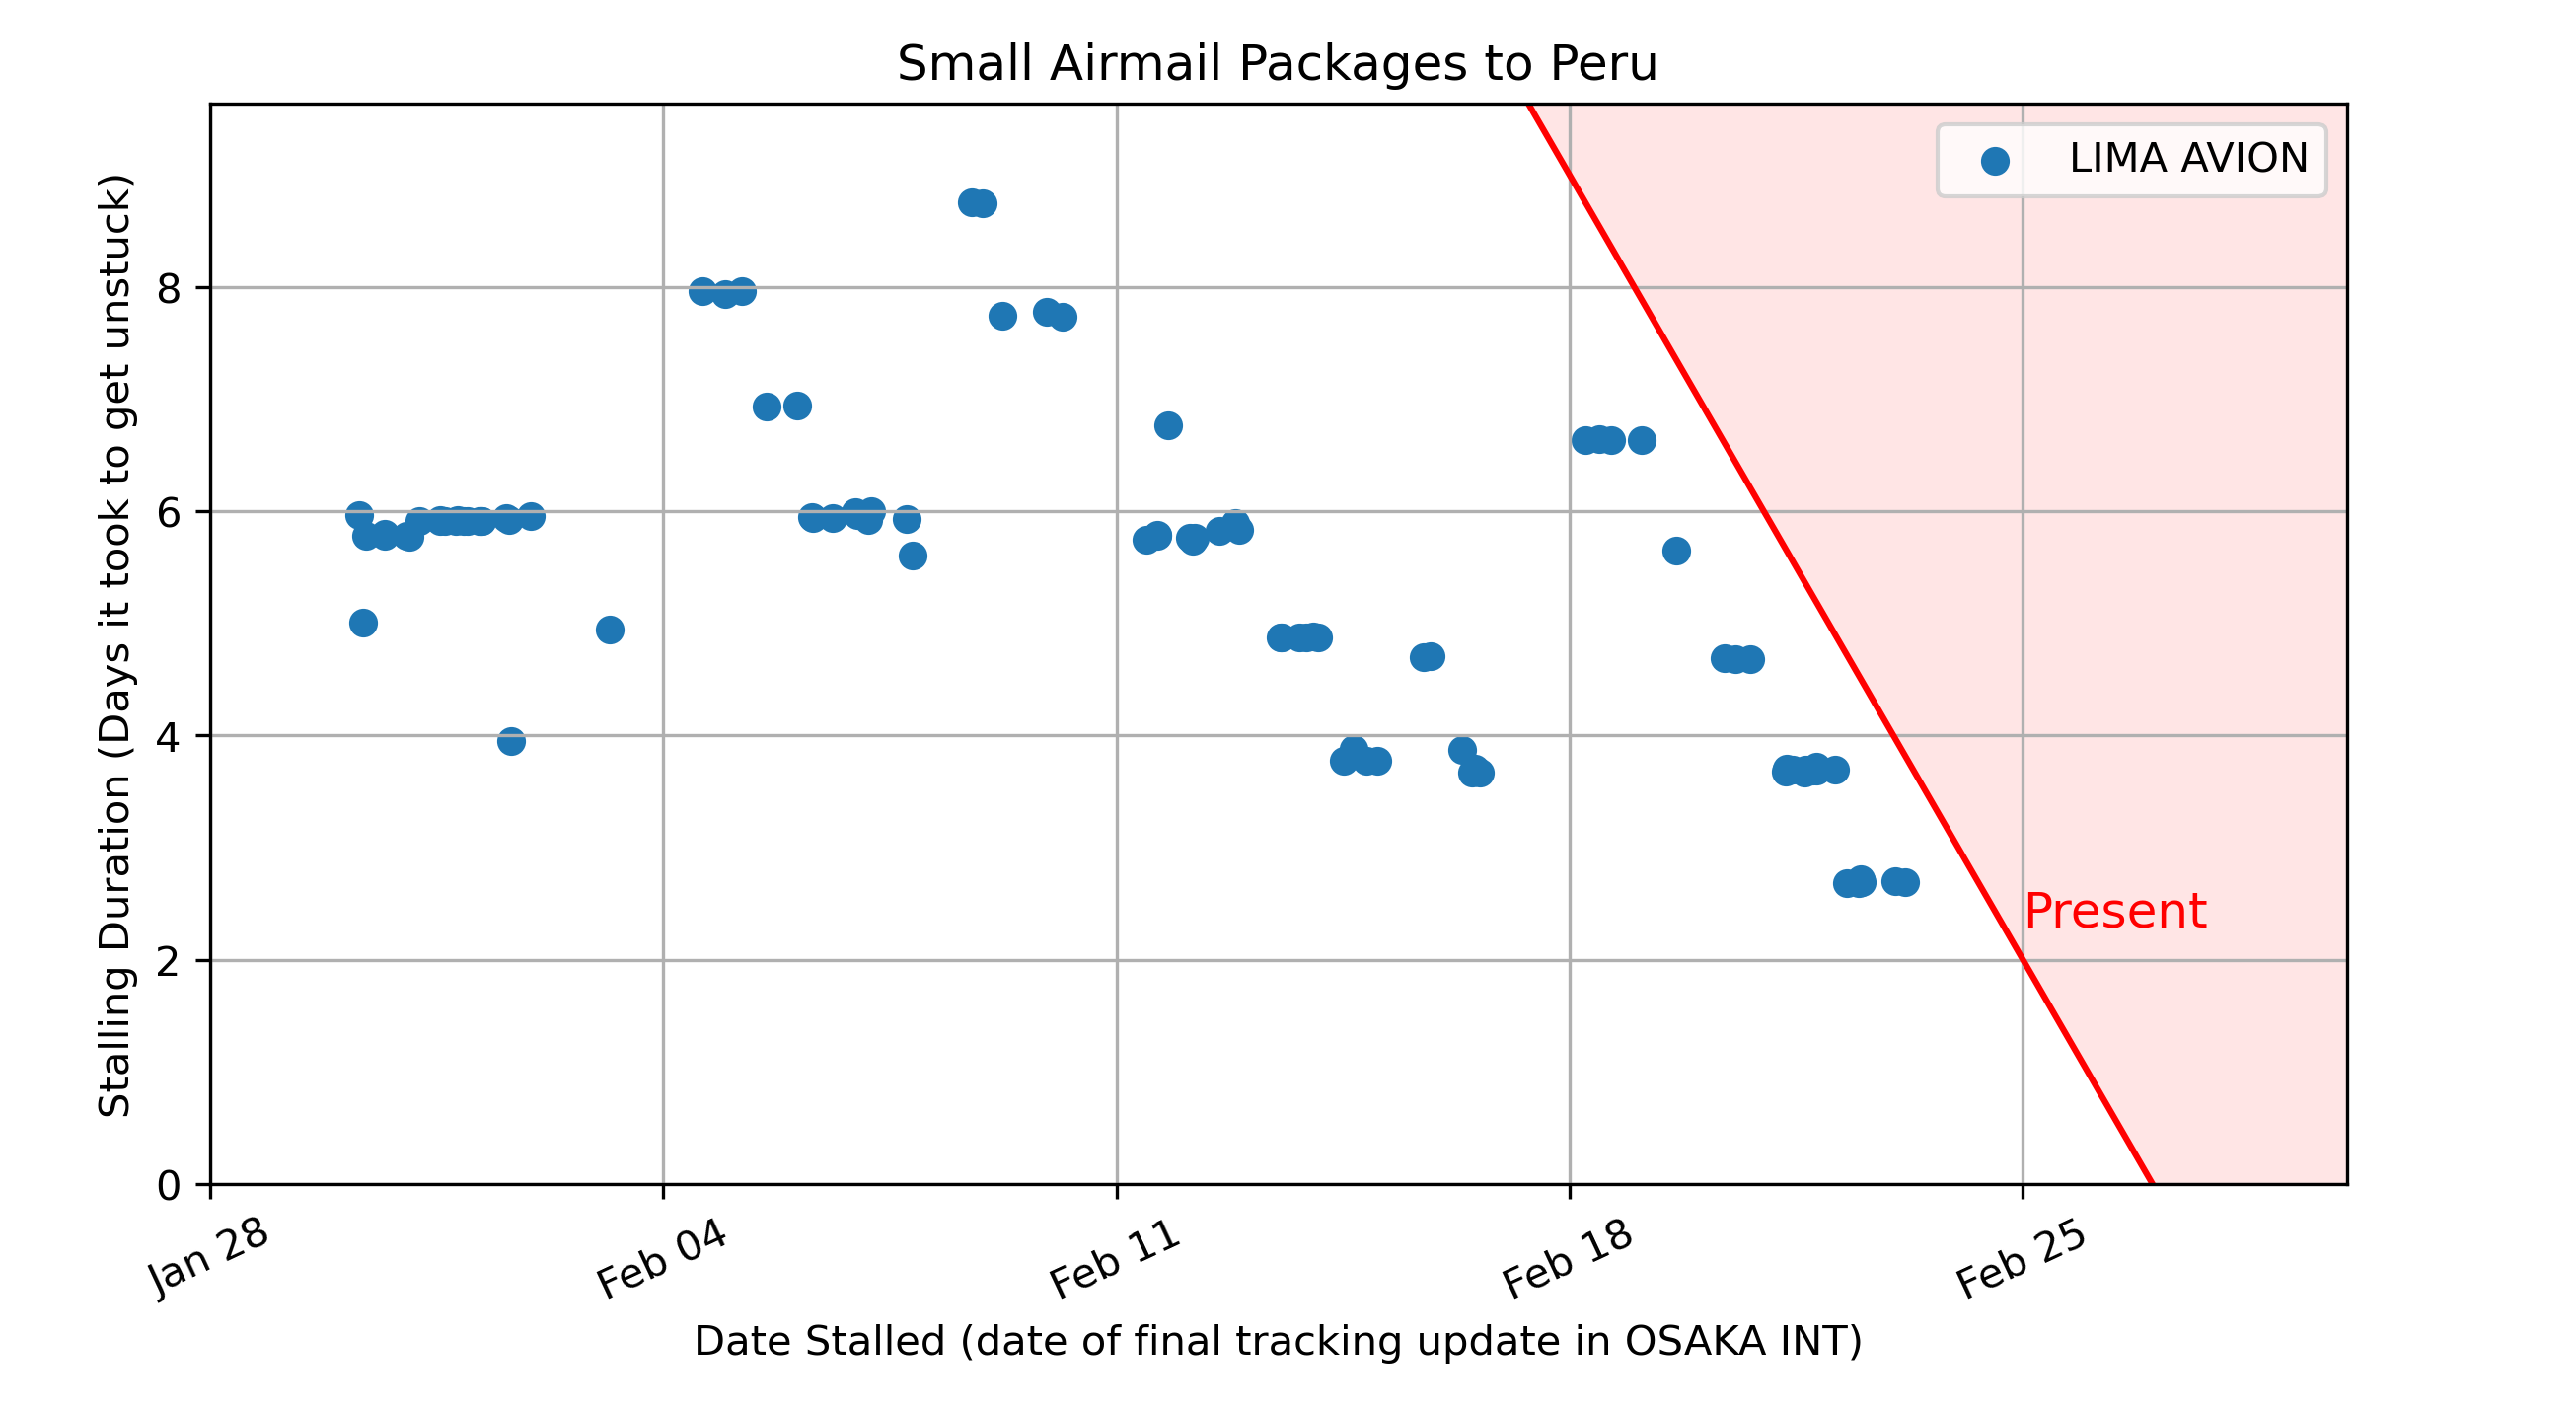 Small Airmail Packages to Peru
LIMA AVION
Stalling Duration (Days it took to get unstuck)
8
6
4
2
0
Present
Jan 28
Feb 04
Feb 11
Feb 18
Feb 25
Date Stalled (date of final tracking update in OSAKA INT)